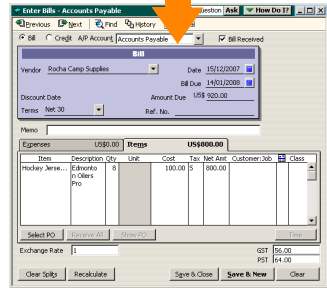 Enter Bills - Accounts Payable
uestion Ask How Do I?
Previous Next Find History
Bill Credit A/P Account Accounts Payable Bill Received
Bill
Vendor Rocha Camp Supplies Date 15/12/2007
Bill Due 14/01/2008
Discount Date Amount Due US$ 920.00
Terms Net 30 Ref. No.
Memo
Expenses US$0.00 Items US$800.00
Item Description Qty Unit Cost Tax Net Amt Customer:Job Class
Hockey Jerse... Edmonto 8 100.00 S 800.00
n Oilers
Pro
Select PO Receive All Show PO Time
Exchange Rate 1 GST 56.00
PST 64.00
Clear Splits Recalculate Save & Close Save & New Clear